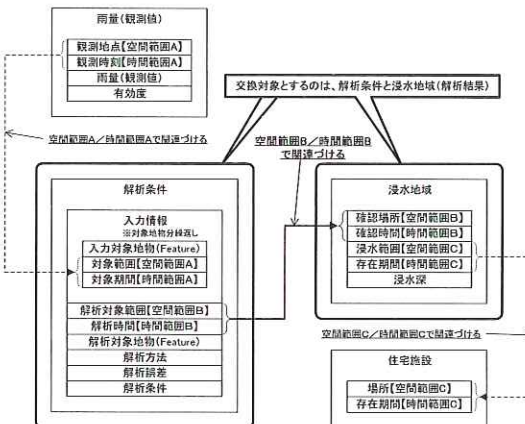 雨量(観測値)
観測地点【空間範囲A】
観測時刻【時間範囲A】
雨量(観測値)
有効度
交換対象とするのは、解析条件と浸水地域(解析結果)
空間範囲A/時間範囲Aで関連づける
空間範囲B/時間範囲B
で関連づける
解析条件
入力情報
※対象地物分繰返し
入力対象地物(Feature)
対象範囲【空間範囲A】
対象期間【時間範囲A】
解析対象範囲【空間範囲B】
解析時間【時間範囲B】
解析対象地物(Feature)
解析方法
解析誤差
解析条件
浸水地域
確認場所【空間範囲B】
確認時間【時間範囲B】
浸水範囲【空間範囲C】
存在期間【時間範囲C】
浸水深
空間範囲C/時間範囲Cで関連づける
住宅施設
場所【空間範囲C】
存在期間【時間範囲C】